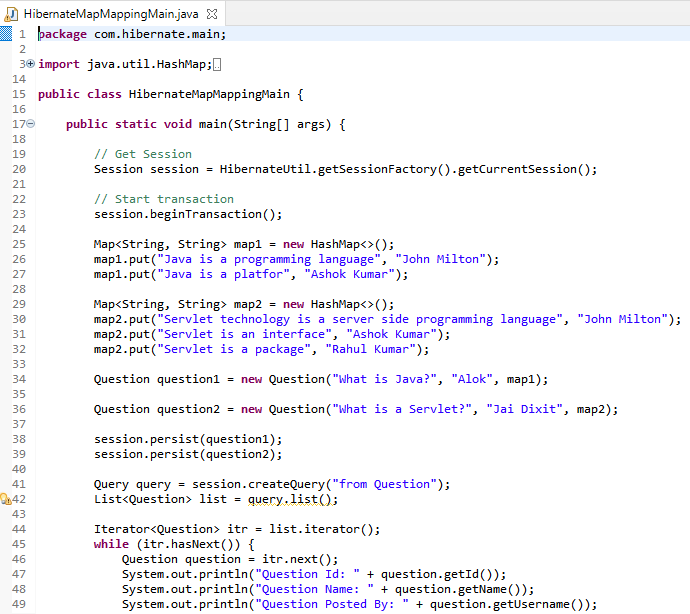 HibernateMapMappingMain.java
1 package com.hibernate.main;
2
3 import java.util.HashMap;
14
15 public class HibernateMapMappingMain {
16
17 public static void main(String[] args) {
18
19 // Get Session
20 Session session = HibernateUtil.getSessionFactory().getCurrentSession();
21
22 // Start transaction
23 session.beginTransaction();
24
25 Map<String, String> map1 = new HashMap<>();
26 map1.put("Java is a programming language", "John Milton");
27 map1.put("Java is a platfor", "Ashok Kumar");
28
29 Map<String, String> map2 = new HashMap<>();
30 map2.put("Servlet technology is a server side programming language", "John Milton");
31 map2.put("Servlet is an interface", "Ashok Kumar");
32 map2.put("Servlet is a package", "Rahul Kumar");
33
34 Question question1 = new Question("What is Java?", "Alok", map1);
35
36 Question question2 = new Question("What is a Servlet?", "Jai Dixit", map2);
37
38 session.persist(question1);
39 session.persist(question2);
40
41 Query query = session.createQuery("from Question");
42 List<Question> list = query.list();
43
44 Iterator<Question> itr = list.iterator();
45 while (itr.hasNext()) {
46 Question question = itr.next();
47 System.out.println("Question Id: " + question.getId());
48 System.out.println("Question Name: " + question.getName());
49 System.out.println("Question Posted By: " + question.getUsername());